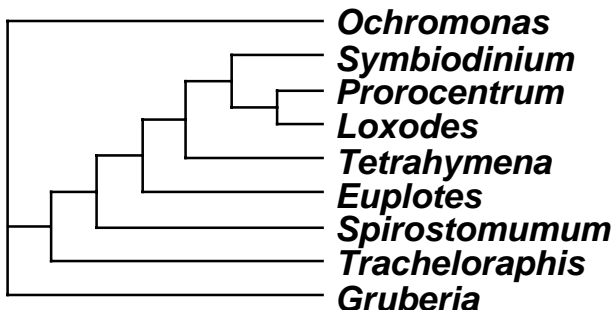 Ochromonas
Symbiodinium
Prorocentrum
Loxodes
Tetrahymena
Euplotes
Spirostomumum
Tracheloraphis
Gruberia